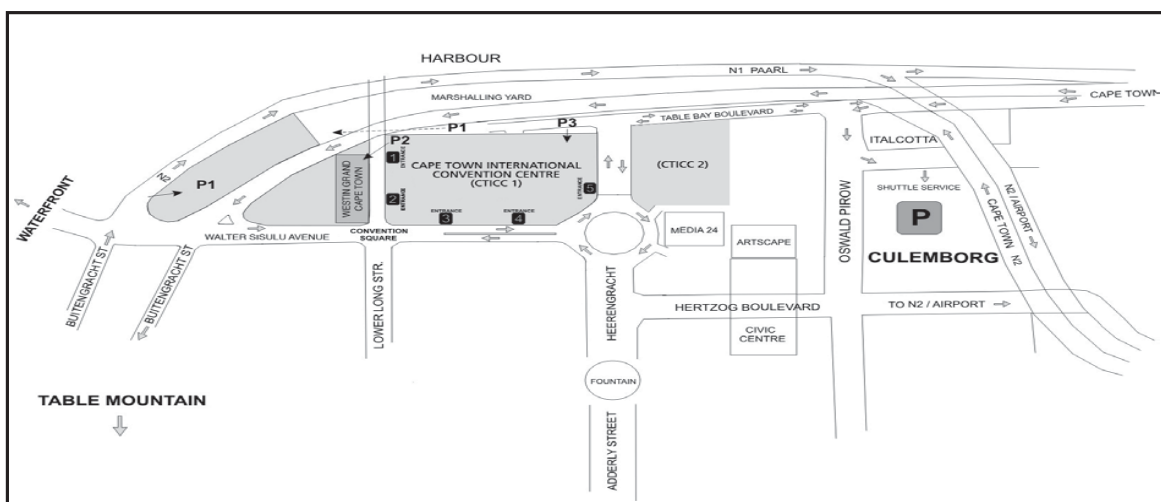 HARBOUR
N1 PAARL
MARSHALLING YARD
CAPE TOWN
TABLE BAY BOULEVARD
P1
P3
P2
ITALCOTTA
1
ENTRANCE
CAPE TOWN INTERNATIONAL
CONVENTION CENTRE
(CTICC 1)
(CTICC 2)
N2
P1
WESTIN GRAND
CAPE TOWN
2
ENTRANCE
5
ENTRANCE
SHUTTLE SERVICE
P
CULEMBORG
OSWALD PIROW
N2 / AIRPORT
CAPE TOWN N2
WATERFRONT
ENTRANCE
3
ENTRANCE
4
WALTER SISULU AVENUE
CONVENTION
SQUARE
MEDIA 24
ARTSCAPE
BUITENGRACHT ST
BUITENGRACHT ST
LOWER LONG STR.
HEERENGRACHT
HERTZOG BOULEVARD
TO N2 / AIRPORT
CIVIC
CENTRE
FOUNTAIN
TABLE MOUNTAIN
ADDERLY STREET